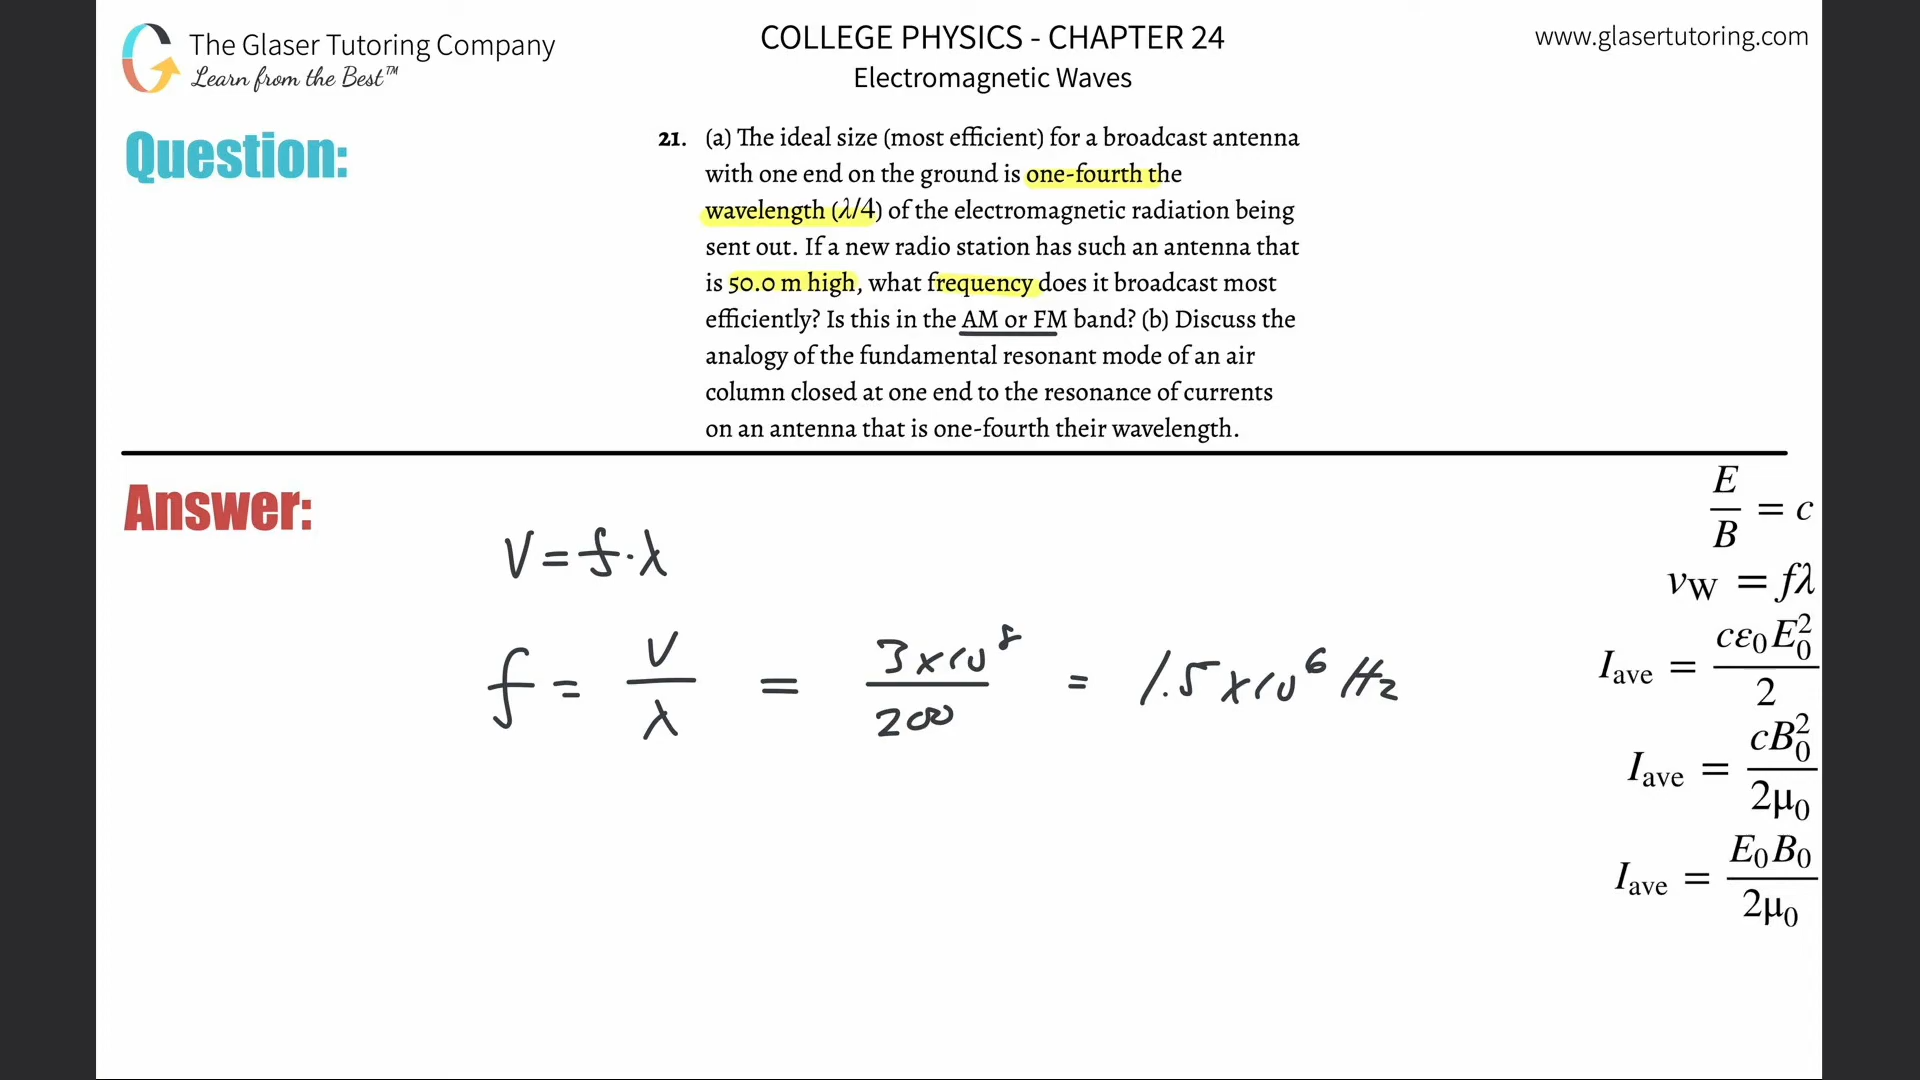 The Glaser Tutoring Company
Learn from the Best™
COLLEGE PHYSICS - CHAPTER 24
Electromagnetic Waves
www.glasertutoring.com
Question:
21. (a) The ideal size (most efficient) for a broadcast antenna
with one end on the ground is one-fourth the
wavelength (λ/4) of the electromagnetic radiation being
sent out. If a new radio station has such an antenna that
is 50.0 m high, what frequency does it broadcast most
efficiently? Is this in the AM or FM band? (b) Discuss the
analogy of the fundamental resonant mode of an air
column closed at one end to the resonance of currents
on an antenna that is one-fourth their wavelength.
Answer:
V = f · λ
f = V / λ = 3 x 10^8 / 200 = 1.5 x 10^6 Hz
E / B = c
v_W = fλ
I_ave = cε₀E₀² / 2
I_ave = cB₀² / 2μ₀
I_ave = E₀B₀ / 2μ₀